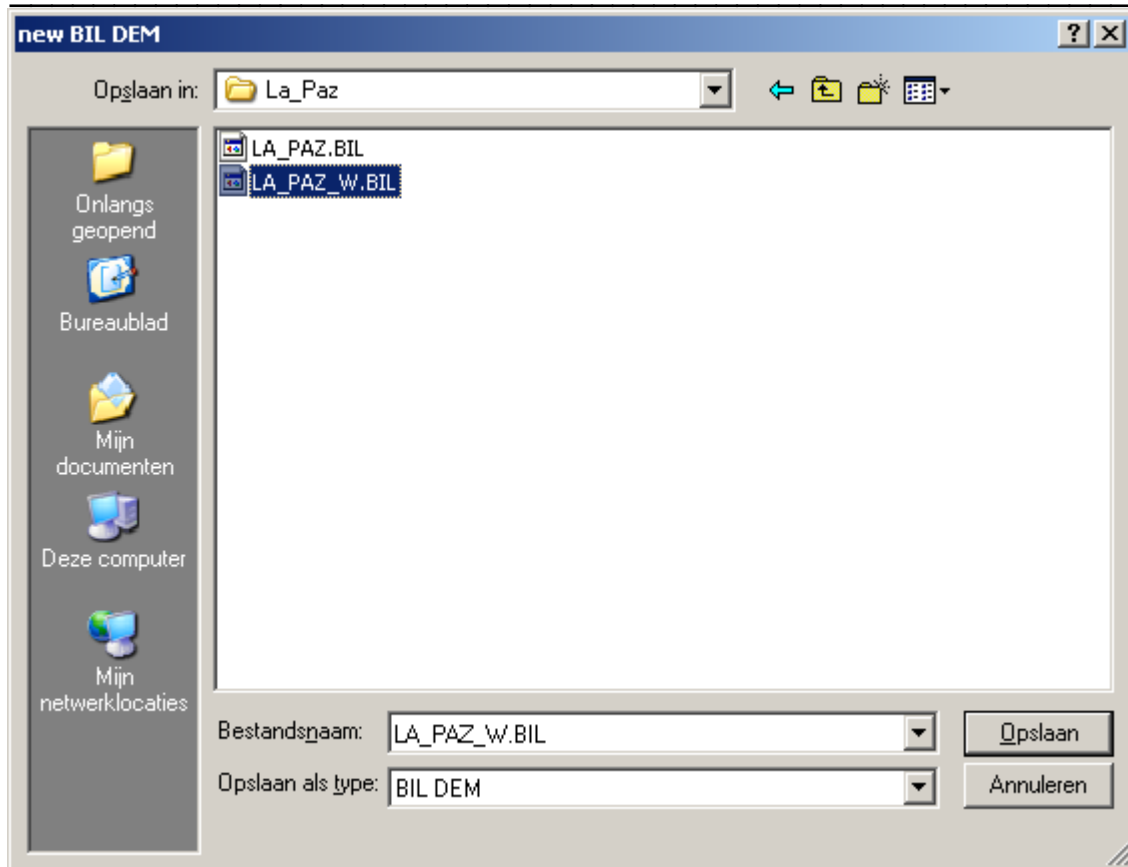 new BIL DEM
Opslaan in:
La_Paz
LA_PAZ.BIL
LA_PAZ_W.BIL
Onlangs
geopend
Bureaublad
Mijn
documenten
Deze computer
Mijn
netwerklocaties
Bestandsnaam:
LA_PAZ_W.BIL
Opslaan
Opslaan als type:
BIL DEM
Annuleren